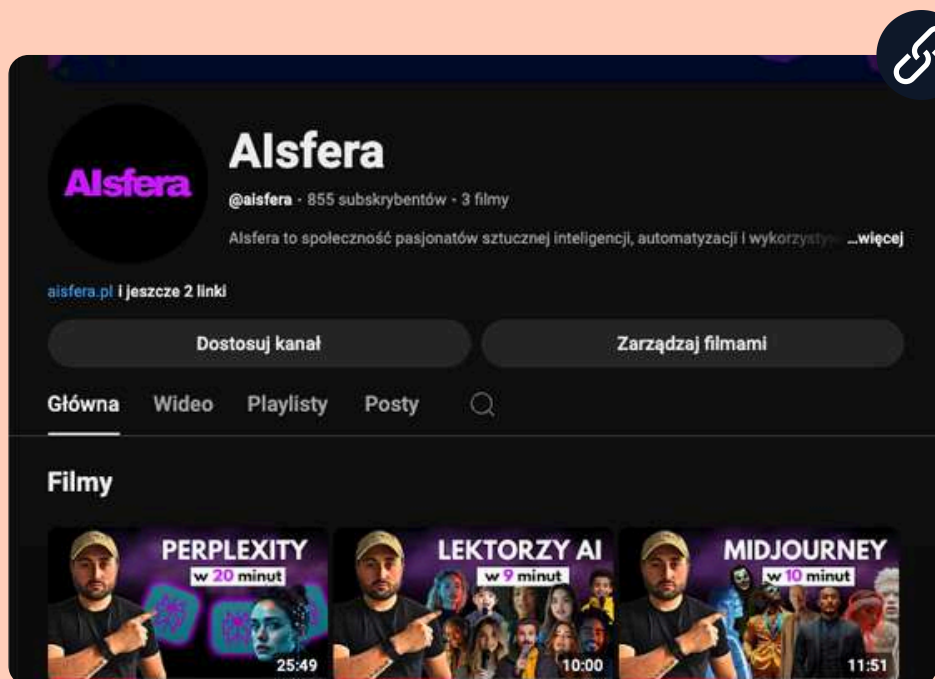 AIsfera
AIsfera
@aisfera · 855 subskrybentów · 3 filmy
AIsfera to społeczność pasjonatów sztucznej inteligencji, automatyzacji i ...więcej
aisfera.pl i jeszcze 2 linki
Dostosuj kanał
Zarządzaj filmami
Główna Wideo Playlisty Posty
Filmy
PERPLEXITY
w 20 minut
25:49
LEKTORZY AI
w 9 minut
10:00
MIDJOURNEY
w 10 minut
11:51